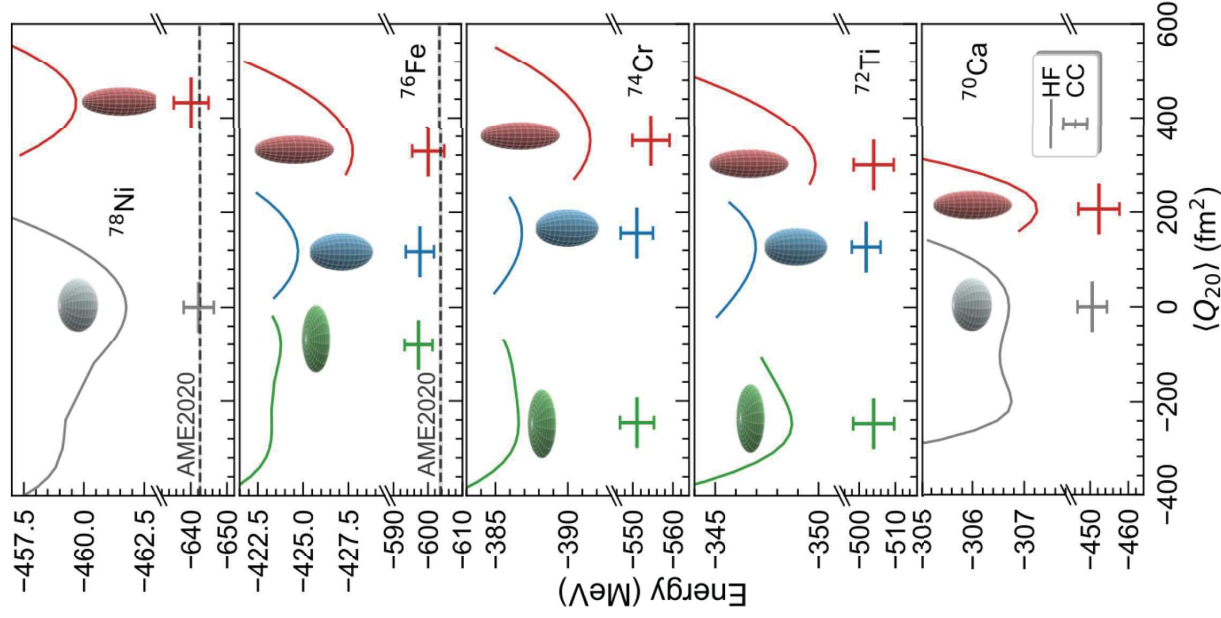 Energy (MeV)
−457.5
−460.0
−462.5
−640
−650
⁷⁸Ni
AME2020
−422.5
−425.0
−427.5
−590
−600
−610
⁷⁶Fe
AME2020
−385
−390
−550
−560
⁷⁴Cr
−345
−350
−500
−510
⁷²Ti
−305
−306
−307
−450
−460
⁷⁰Ca
HF
CC
−400
−200
0
200
400
600
⟨Q₂₀⟩ (fm²)